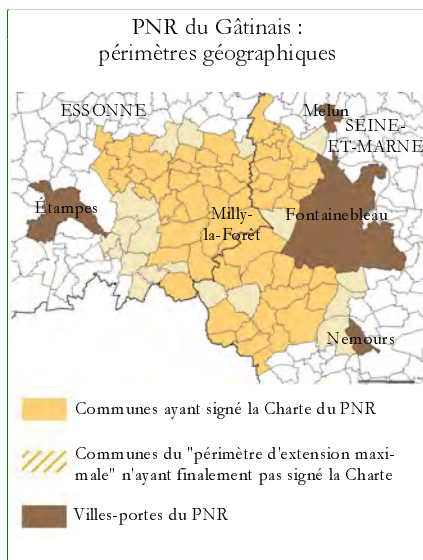 PNR du Gâtinais :
périmètres géographiques
ESSONNE
Melun
SEINE-
ET-MARNE
Étampes
Milly-
la-Forêt
Fontainebleau
Nemours
Communes ayant signé la Charte du PNR
Communes du "périmètre d'extension maxi-
male" n'ayant finalement pas signé la Charte
Villes-portes du PNR